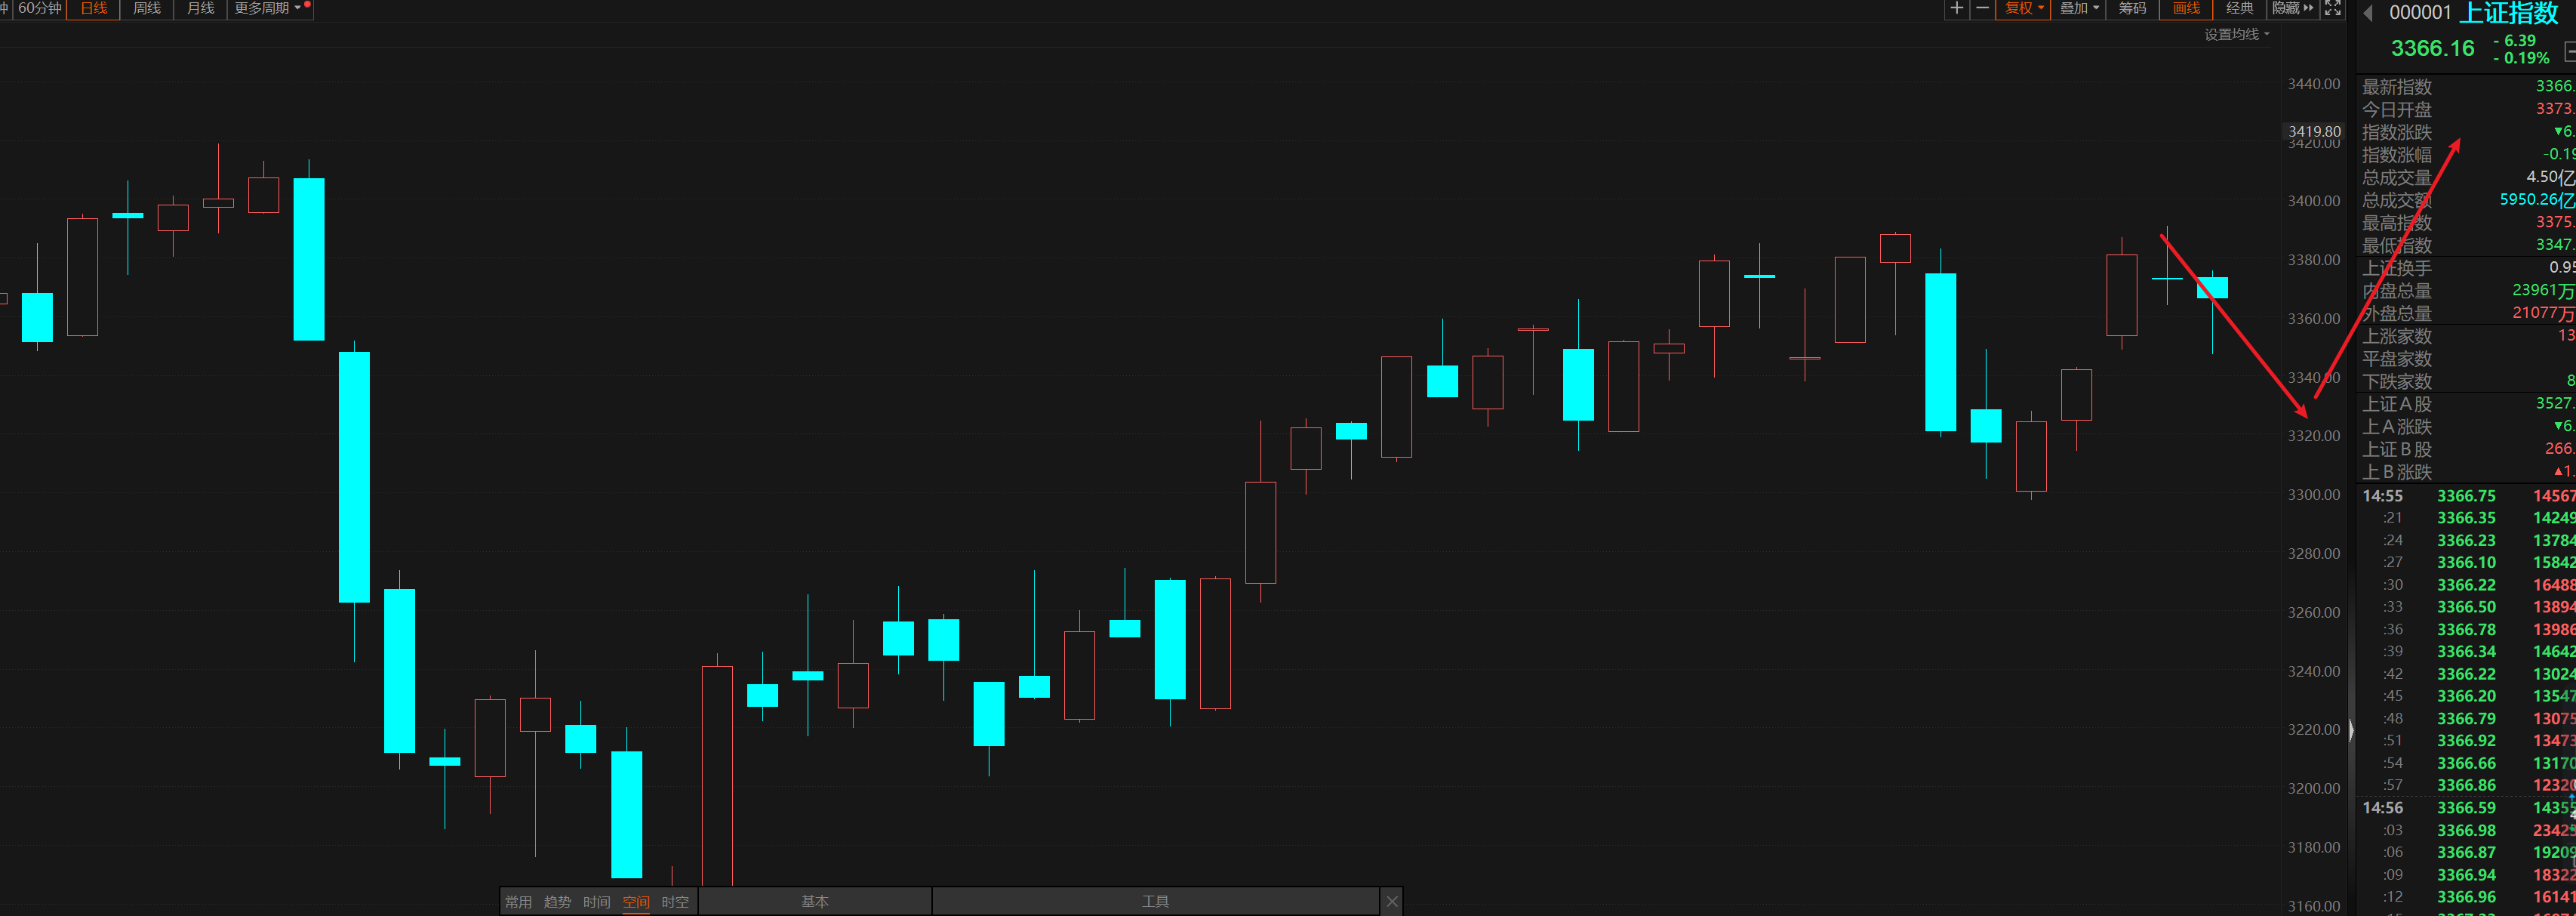 钟 60分钟 日线 周线 月线 更多周期
复权 叠加 筹码 画线 经典 隐藏
设置均线
3440.00
3419.80
3420.00
3400.00
3380.00
3360.00
3340.00
3320.00
3300.00
3280.00
3260.00
3240.00
3220.00
3200.00
3180.00
3160.00
常用 趋势 时间 空间 时空 基本 工具
000001 上证指数
3366.16 - 6.39
- 0.19%
最新指数 3366.
今日开盘 3373.
指数涨跌 ▼6.
指数涨幅 -0.19
总成交量 4.50亿
总成交额 5950.26亿
最高指数 3375.
最低指数 3347.
上证换手 0.95
内盘总量 23961万
外盘总量 21077万
上涨家数 13
平盘家数
下跌家数 8
上证A股 3527.
上A涨跌 ▼6.
上证B股 266.
上B涨跌 ▲1.
14:55 3366.75 14567
:21 3366.35 14249
:24 3366.23 13784
:27 3366.10 15842
:30 3366.22 16488
:33 3366.50 13894
:36 3366.78 13986
:39 3366.34 14642
:42 3366.22 13024
:45 3366.20 13547
:48 3366.79 13075
:51 3366.92 13473
:54 3366.66 13170
:57 3366.86 12320
14:56 3366.59 14355
:03 3366.98 23425
:06 3366.87 19209
:09 3366.94 18322
:12 3366.96 16141